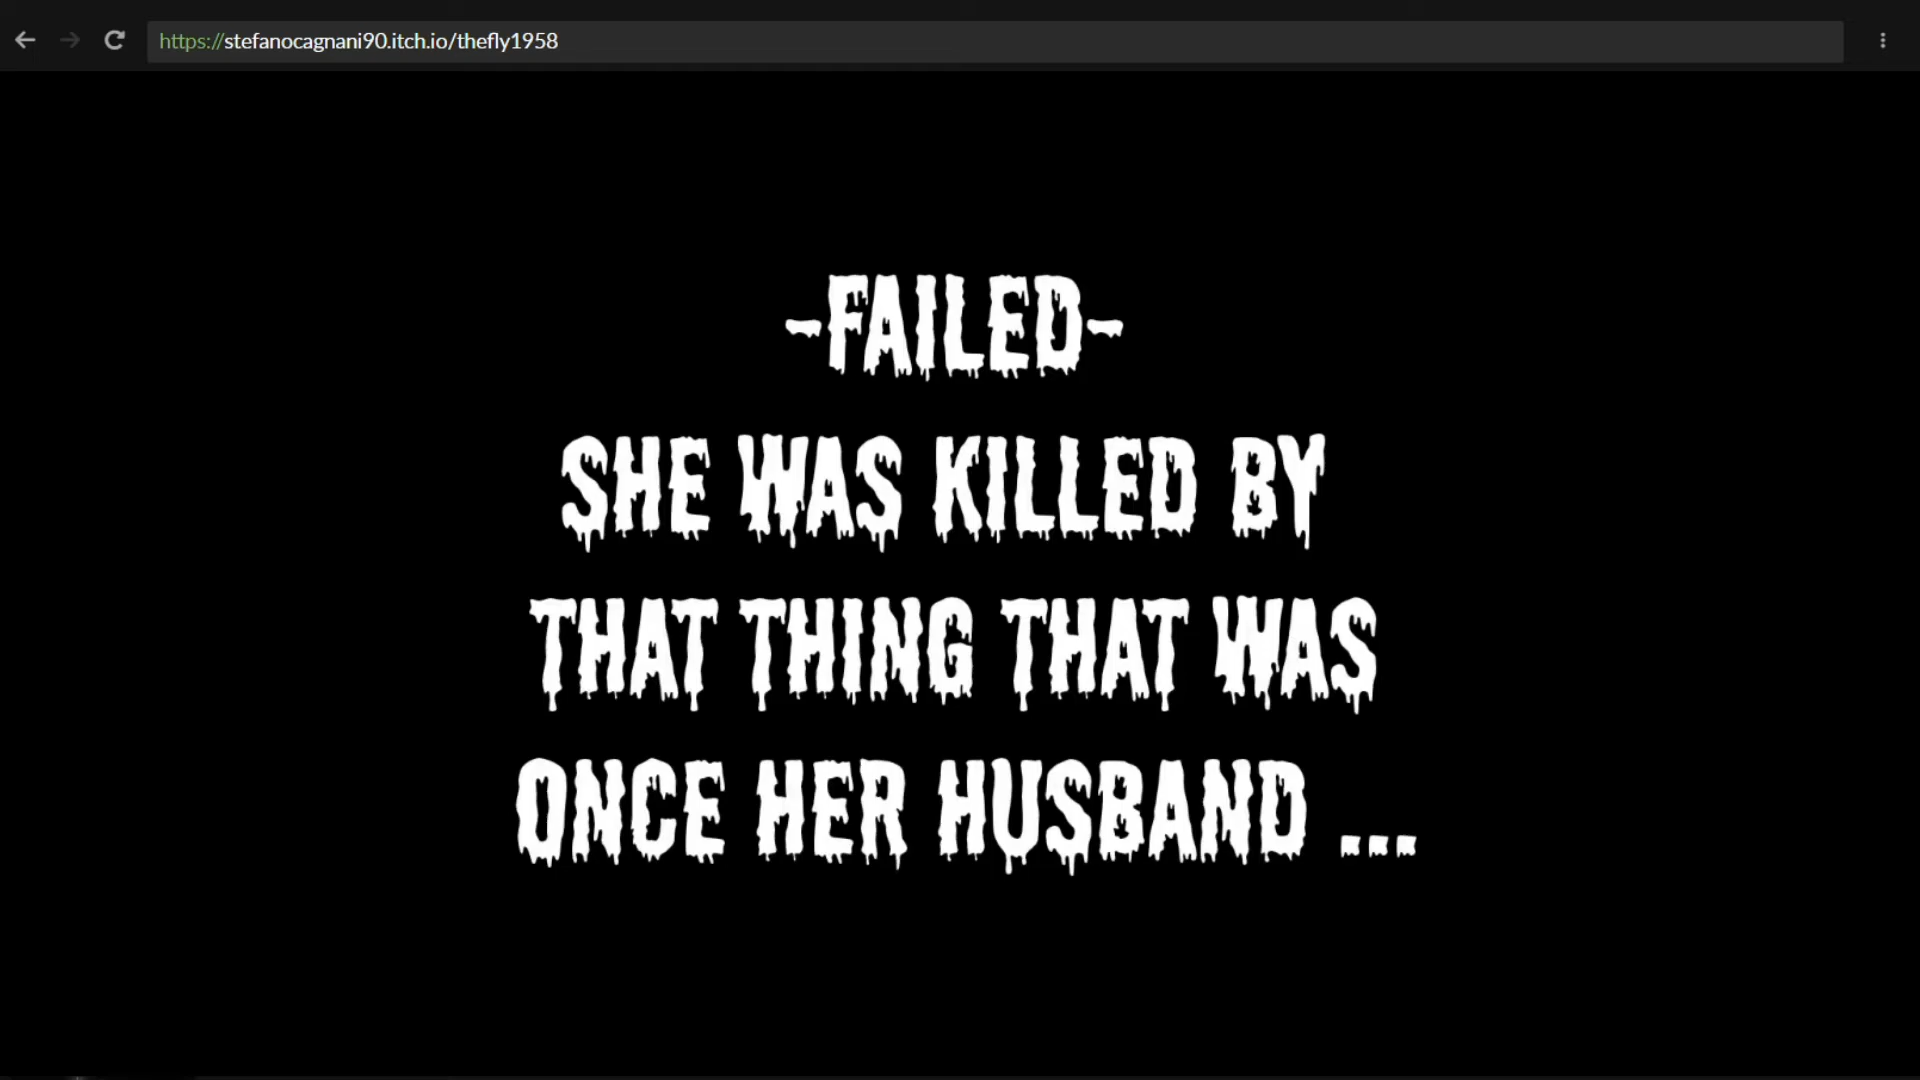 https://stefanocagnani90.itch.io/thefly1958
-FAILED-
SHE WAS KILLED BY
THAT THING THAT WAS
ONCE HER HUSBAND ...